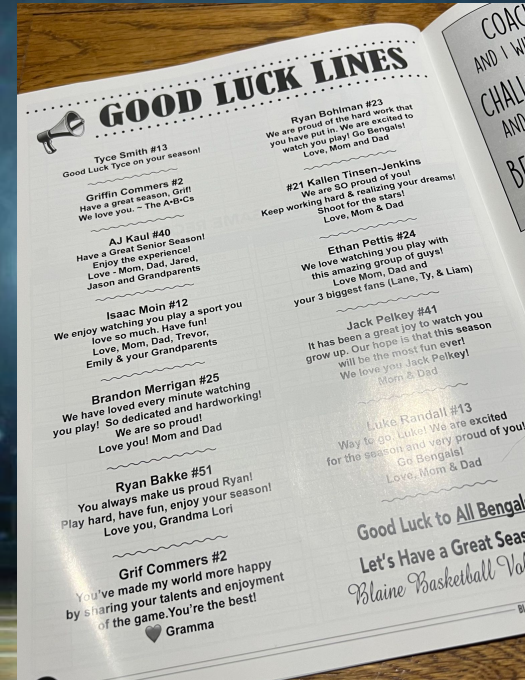 GOOD LUCK LINES
Tyce Smith #13
Good Luck Tyce on your season!
Griffin Commers #2
Have a great season, Grif!
We love you. ~ The A•B•Cs
AJ Kaul #40
Have a Great Senior Season!
Enjoy the experience!
Love - Mom, Dad, Jared,
Jason and Grandparents
Isaac Moin #12
We enjoy watching you play a sport you
love so much. Have fun!
Love, Mom, Dad, Trevor,
Emily & your Grandparents
Brandon Merrigan #25
We have loved every minute watching
you play! So dedicated and hardworking!
We are so proud!
Love you! Mom and Dad
Ryan Bakke #51
You always make us proud Ryan!
Play hard, have fun, enjoy your season!
Love you, Grandma Lori
Grif Commers #2
You've made my world more happy
by sharing your talents and enjoyment
of the game.You're the best!
Gramma
Ryan Bohlman #23
We are proud of the hard work that
you have put in. We are excited to
watch you play! Go Bengals!
Love, Mom and Dad
#21 Kallen Tinsen-Jenkins
We are SO proud of you!
Keep working hard & realizing your dreams!
Shoot for the stars!
Love, Mom & Dad
Ethan Pettis #24
We love watching you play with
this amazing group of guys!
Love Mom, Dad and
your 3 biggest fans (Lane, Ty, & Liam)
Jack Pelkey #41
It has been a great joy to watch you
grow up. Our hope is that this season
will be the most fun ever!
We love you Jack Pelkey!
Mom & Dad
Luke Randall #13
Way to go, Luke! We are excited
for the season and very proud of you!
Go Bengals!
Love, Mom & Dad
Good Luck to All Bengal
Let's Have a Great Seas
Blaine Basketball Va
COAC
AND I WI
CHALL
AND
B